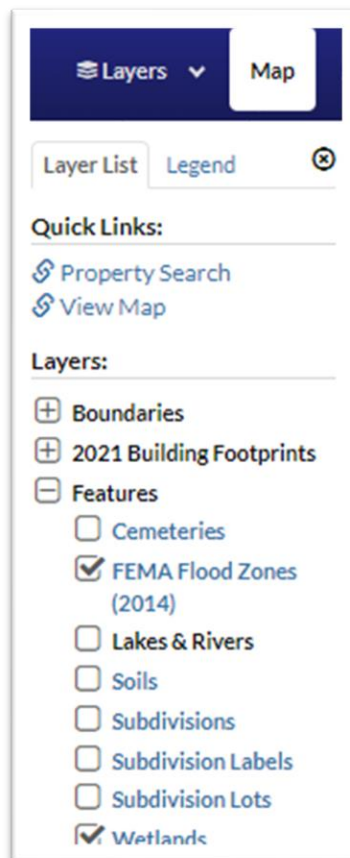 Layers Map
Layer List Legend
Quick Links:
Property Search
View Map
Layers:
Boundaries
2021 Building Footprints
Features
Cemeteries
FEMA Flood Zones
(2014)
Lakes & Rivers
Soils
Subdivisions
Subdivision Labels
Subdivision Lots
Wetlands